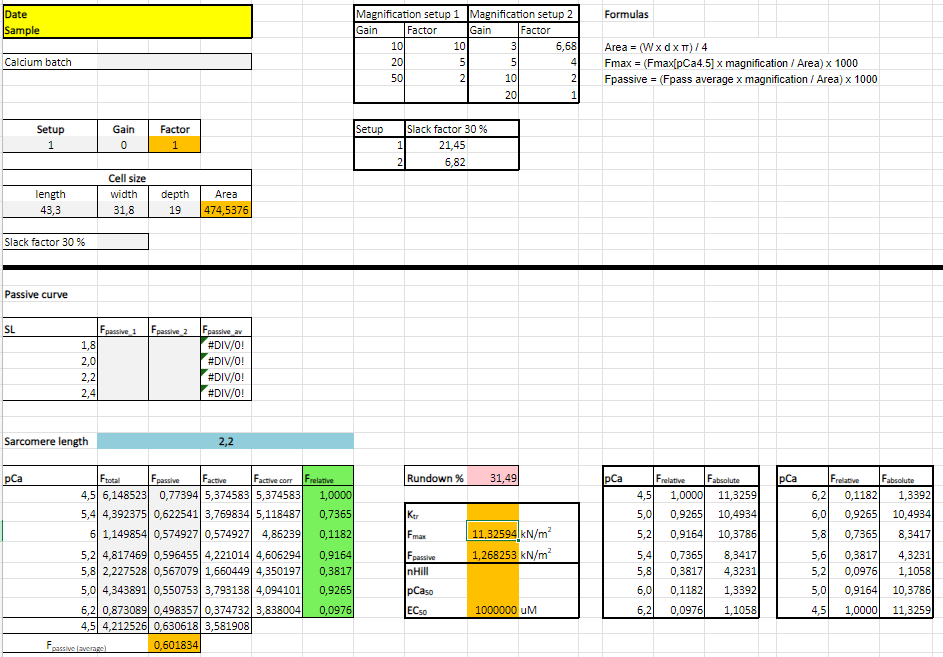 Date
Sample
Magnification setup 1 Magnification setup 2 Formulas
Gain Factor Gain Factor
10 10 3 6,68 Area = (W x d x π) / 4
Calcium batch 20 5 5 4 Fmax = (Fmax[pCa4.5] x magnification / Area) x 1000
50 2 10 2 Fpassive = (Fpass average x magnification / Area) x 1000
20 1
Setup Gain Factor Setup Slack factor 30 %
1 0 1 1 21,45
2 6,82
Cell size
length width depth Area
43,3 31,8 19 474,5376
Slack factor 30 %
Passive curve
SL Fpassive_1 Fpassive_2 Fpassive_av
1,8 #DIV/0!
2,0 #DIV/0!
2,2 #DIV/0!
2,4 #DIV/0!
Sarcomere length 2,2
pCa Ftotal Fpassive Factive Factive corr Frelative Rundown % 31,49 pCa Frelative Fabsolute pCa Frelative Fabsolute
4,5 6,148523 0,77394 5,374583 5,374583 1,0000 4,5 1,0000 11,3259 6,2 0,1182 1,3392
5,4 4,392375 0,622541 3,769834 5,118487 0,7365 Ktr 5,0 0,9265 10,4934 6,0 0,9265 10,4934
6 1,149854 0,574927 0,574927 4,86239 0,1182 Fmax 11,32594 kN/m2 5,2 0,9164 10,3786 5,8 0,7365 8,3417
5,2 4,817469 0,596455 4,221014 4,606294 0,9164 Fpassive 1,268253 kN/m2 5,4 0,7365 8,3417 5,6 0,3817 4,3231
5,8 2,227528 0,567079 1,660449 4,350197 0,3817 nHill 5,8 0,3817 4,3231 5,2 0,0976 1,1058
5,0 4,343891 0,550753 3,793138 4,094101 0,9265 pCa50 6,0 0,1182 1,3392 5,0 0,9164 10,3786
6,2 0,873089 0,498357 0,374732 3,838004 0,0976 EC50 1000000 uM 6,2 0,0976 1,1058 4,5 1,0000 11,3259
4,5 4,212526 0,630618 3,581908
Fpassive (average) 0,601834